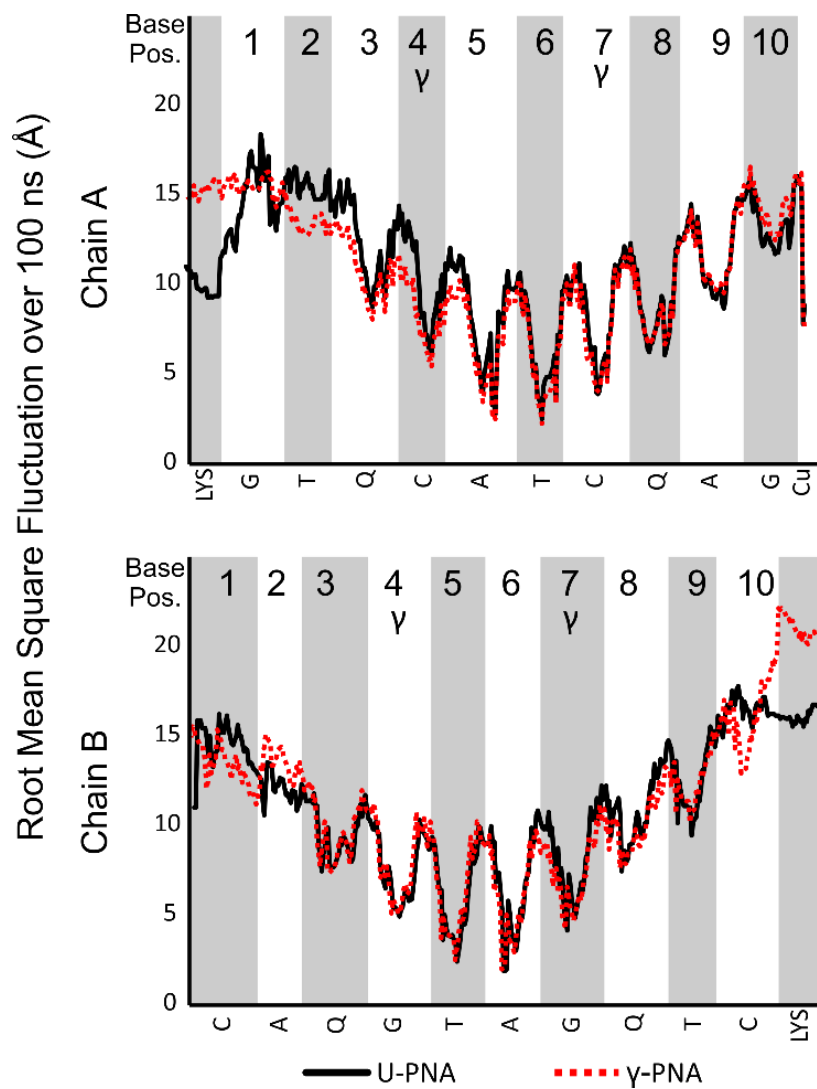 Root Mean Square Fluctuation over 100 ns (Å)
Chain A
Base Pos. 1 2 3 4 5 6 7 8 9 10
γ γ
20
15
10
5
0
LYS G T Q C A T C Q A G Cu
Chain B
Base Pos. 1 2 3 4 5 6 7 8 9 10
γ γ
20
15
10
5
0
C A Q G T A G Q T C LYS
U-PNA γ-PNA